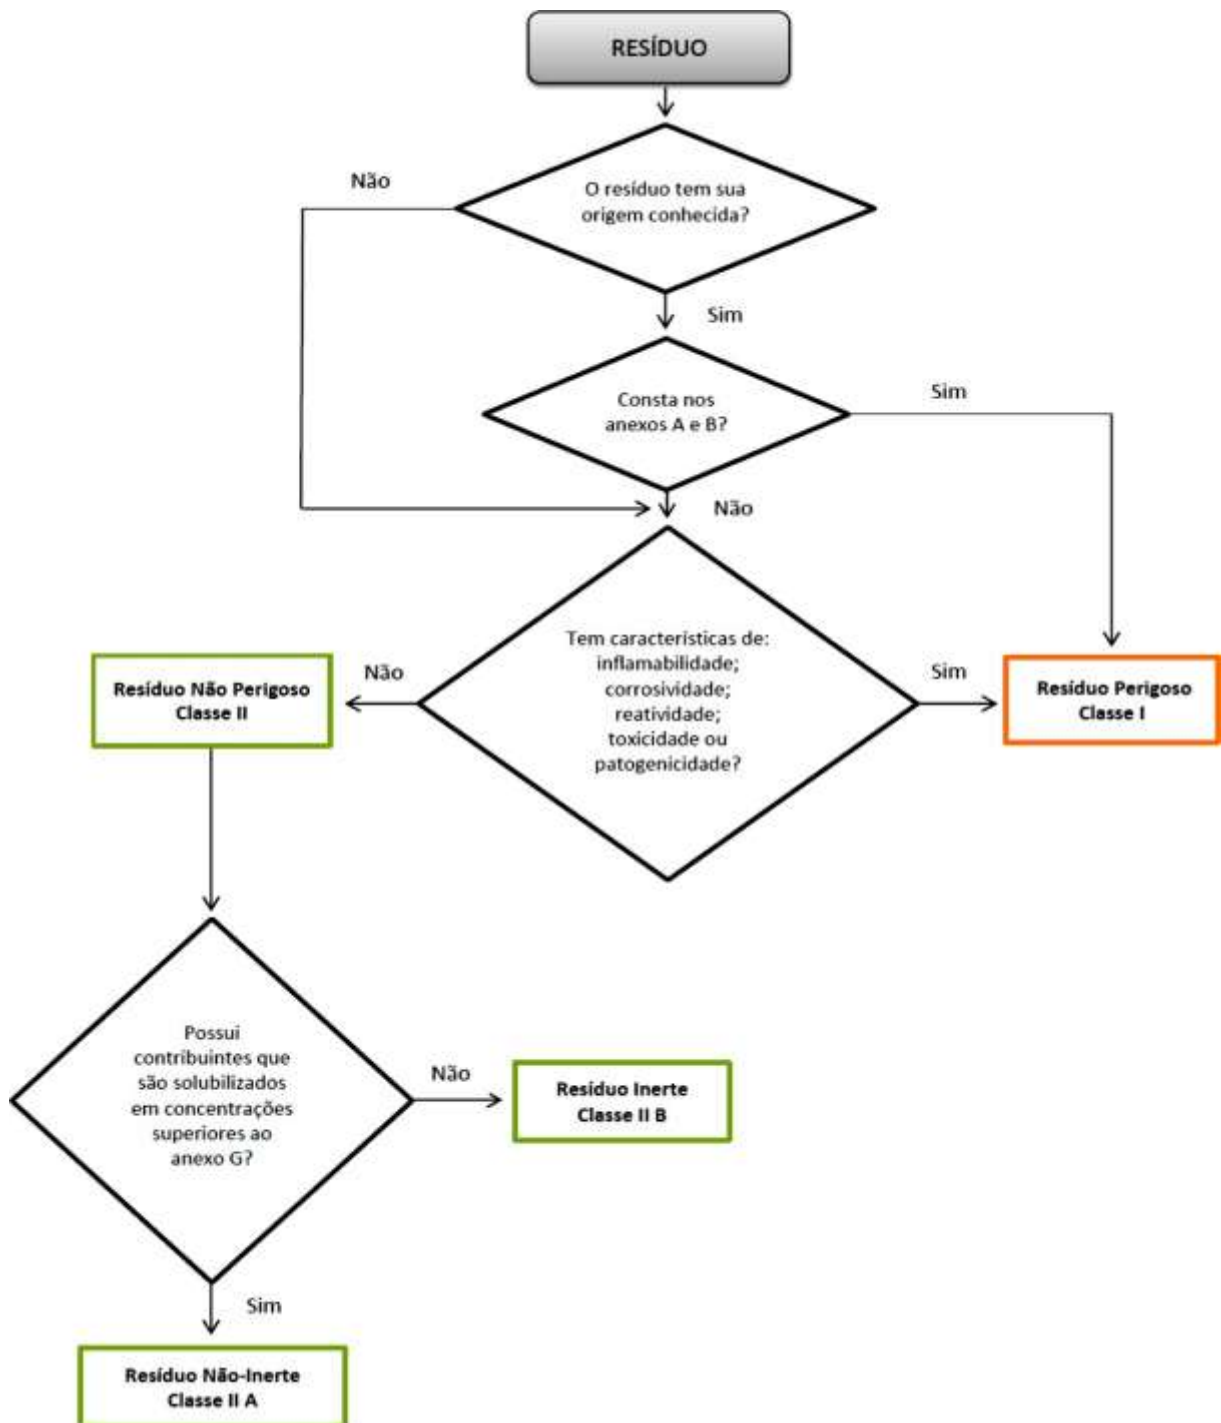 RESÍDUO
Não
O resíduo tem sua
origem conhecida?
Sim
Consta nos
anexos A e B?
Sim
Não
Tem características de:
inflamabilidade;
corrosividade;
reatividade;
toxicidade ou
patogenicidade?
Não
Sim
Resíduo Não Perigoso
Classe II
Resíduo Perigoso
Classe I
Possui
contribuintes que
são solubilizados
em concentrações
superiores ao
anexo G?
Não
Resíduo Inerte
Classe II B
Sim
Resíduo Não-Inerte
Classe II A